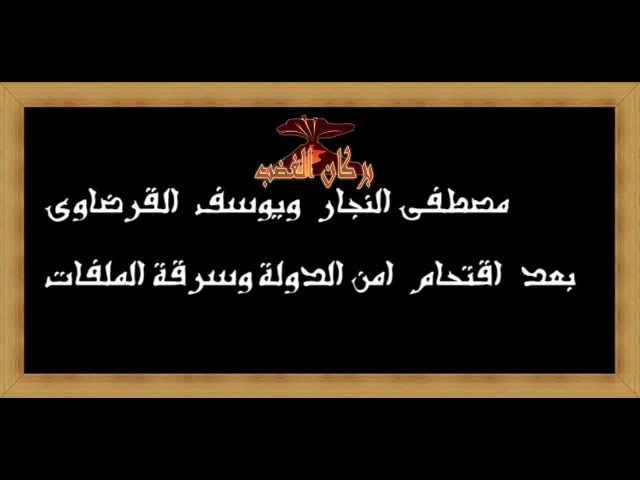 بركان الغضب
مصطفى النجار ويوسف القرضاوى
بعد اقتحام امن الدولة وسرقة الملفات